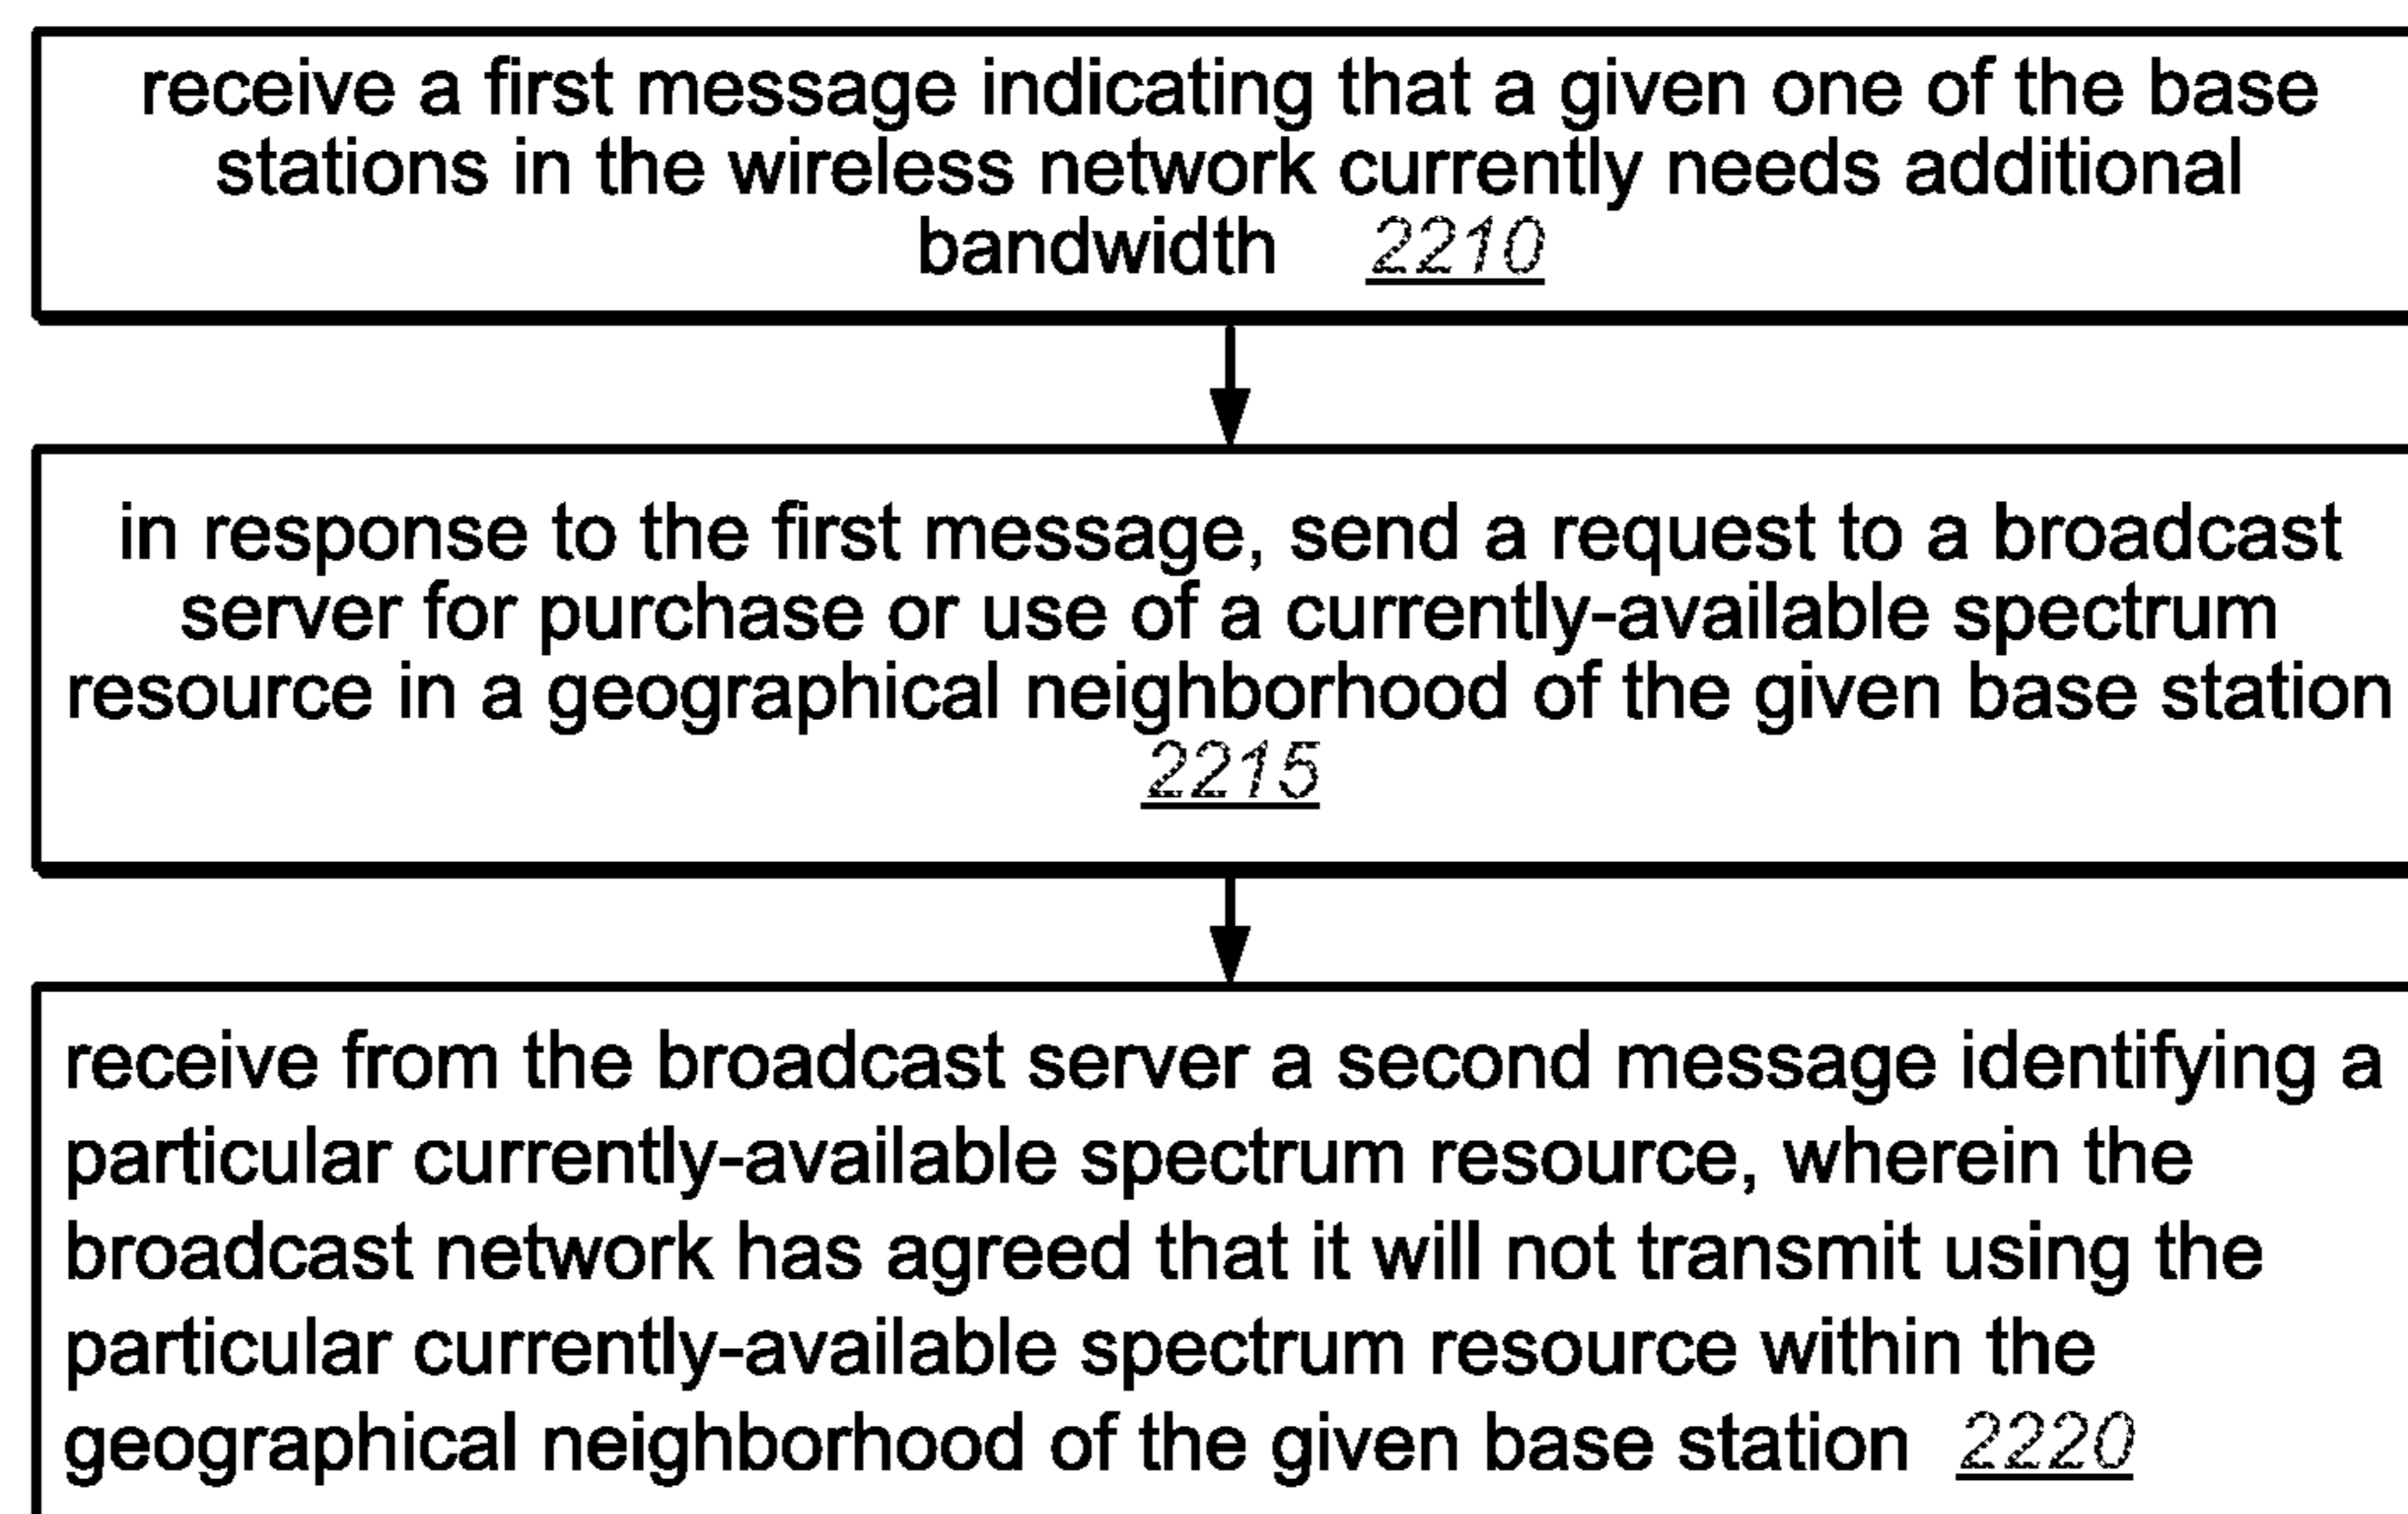 receive a first message indicating that a given one of the base
stations in the wireless network currently needs additional
bandwidth 2210
in response to the first message, send a request to a broadcast
server for purchase or use of a currently-available spectrum
resource in a geographical neighborhood of the given base station
2215
receive from the broadcast server a second message identifying a
particular currently-available spectrum resource, wherein the
broadcast network has agreed that it will not transmit using the
particular currently-available spectrum resource within the
geographical neighborhood of the given base station 2220